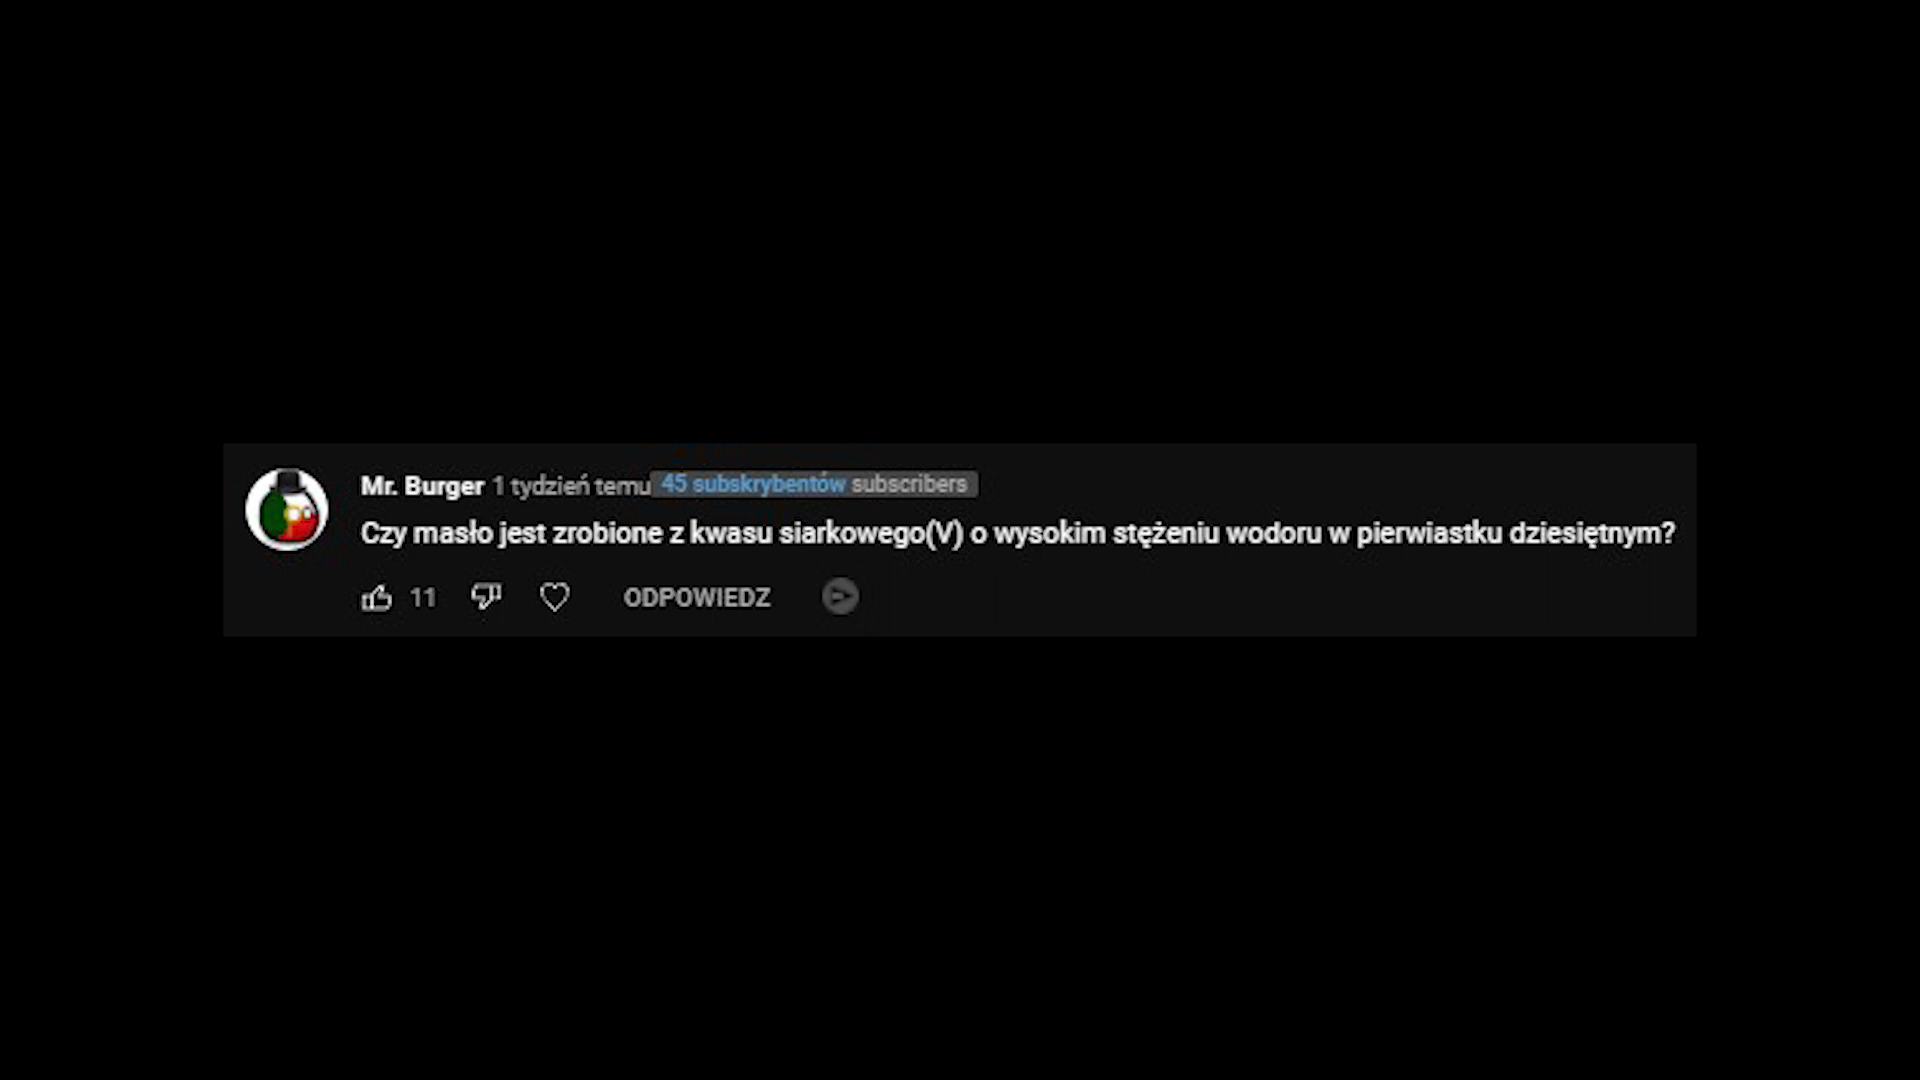 Mr. Burger 1 tydzień temu 45 subskrybentów subscribers
Czy masło jest zrobione z kwasu siarkowego(V) o wysokim stężeniu wodoru w pierwiastku dziesiętnym?
11 ODPOWIEDZ